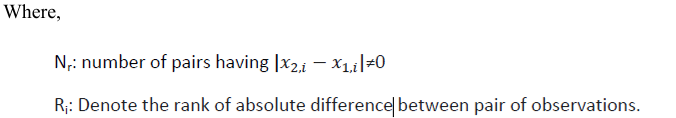 Where,
Nᵣ: number of pairs having |x₂,ᵢ − x₁,ᵢ|≠0
Rᵢ: Denote the rank of absolute difference between pair of observations.